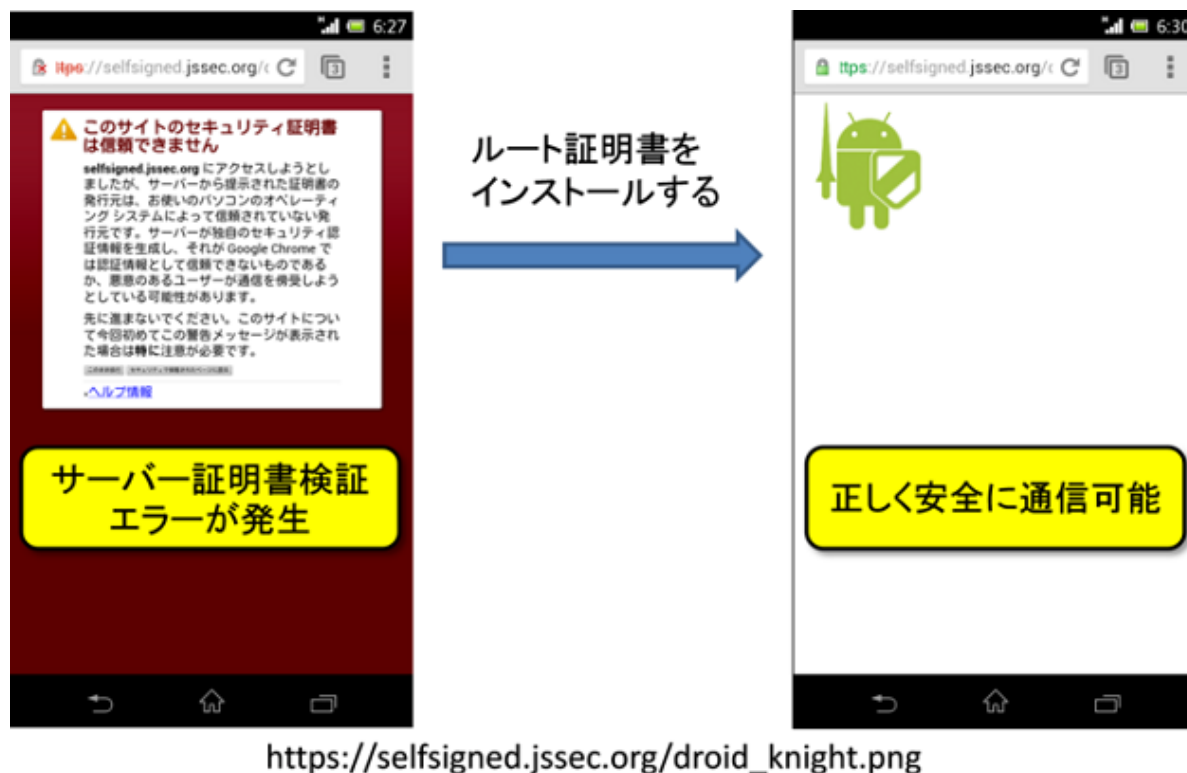 6:27
://selfsigned.jssec.org/
3
このサイトのセキュリティ証明書
は信頼できません
selfsigned.jssec.org にアクセスしようとし
ましたが、サーバーから提示された証明書の
発行元は、お使いのパソコンのオペレーティ
ング システムによって信頼されていない発
行元です。サーバーが独自のセキュリティ認
証情報を生成し、それが Google Chrome で
は認証情報として信頼できないものである
か、悪意のあるユーザーが通信を傍受しよう
としている可能性があります。
先に進まないでください。このサイトについ
て今回初めてこの警告メッセージが表示され
た場合は特に注意が必要です。
ヘルプ情報
サーバー証明書検証
エラーが発生
ルート証明書を
インストールする
6:30
ttps://selfsigned.jssec.org/
3
正しく安全に通信可能
https://selfsigned.jssec.org/droid_knight.png